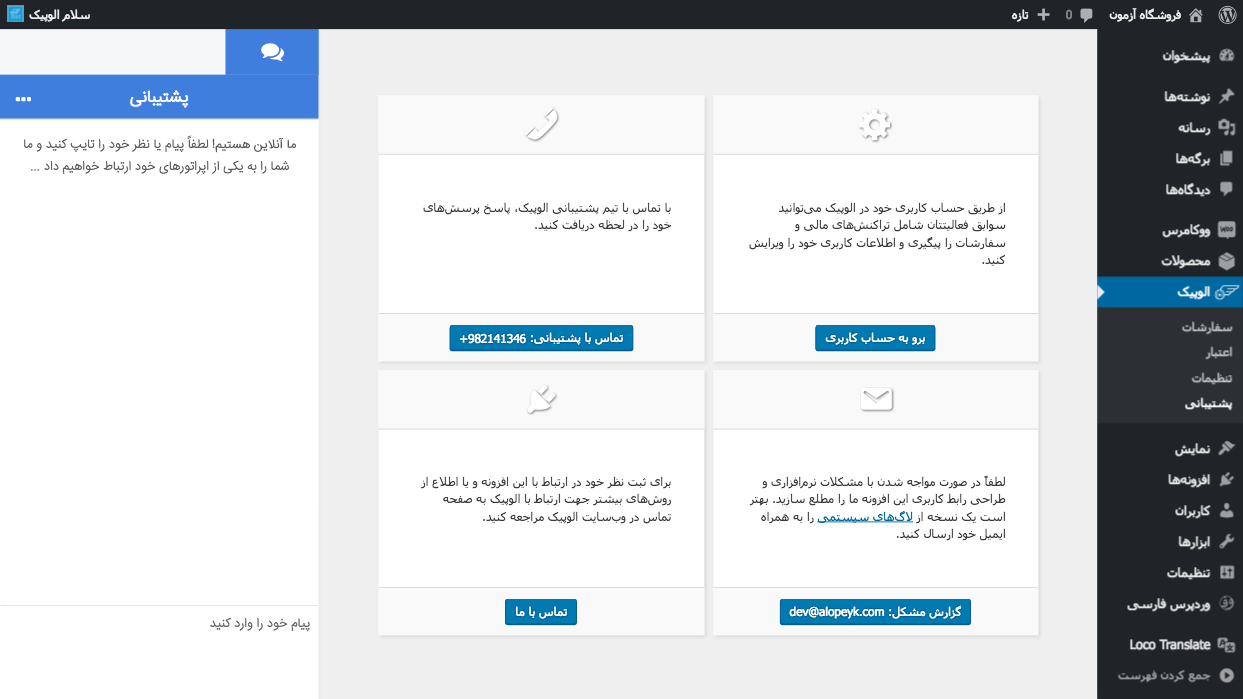 فروشگاه آزمون
0
تازه
سلام الوپیک
پیشخوان
نوشته‌ها
رسانه
برگه‌ها
دیدگاه‌ها
ووکامرس
محصولات
الوپیک
سفارشات
اعتبار
تنظیمات
پشتیبانی
نمایش
افزونه‌ها
کاربران
ابزارها
تنظیمات
وردپرس فارسی
Loco Translate
جمع کردن فهرست
از طریق حساب کاربری خود در الوپیک می‌توانید
سوابق فعالیتتان شامل تراکنش‌های مالی و
سفارشات را پیگیری و اطلاعات کاربری خود را ویرایش
کنید.
برو به حساب کاربری
با تماس با تیم پشتیبانی الوپیک، پاسخ پرسش‌های
خود را در لحظه دریافت کنید.
تماس با پشتیبانی: 982141346+
لطفاً در صورت مواجه شدن با مشکلات نرم‌افزاری و
طراحی رابط کاربری این افزونه ما را مطلع سازید. بهتر
است یک نسخه از لاگ‌های سیستمی را به همراه
ایمیل خود ارسال کنید.
گزارش مشکل: dev@alopeyk.com
برای ثبت نظر خود در ارتباط با این افزونه و یا اطلاع از
روش‌های بیشتر جهت ارتباط با الوپیک به صفحه
تماس در وب‌سایت الوپیک مراجعه کنید.
تماس با ما
پشتیبانی
ما آنلاین هستیم! لطفاً پیام یا نظر خود را تایپ کنید و ما
شما را به یکی از اپراتورهای خود ارتباط خواهیم داد ...
پیام خود را وارد کنید